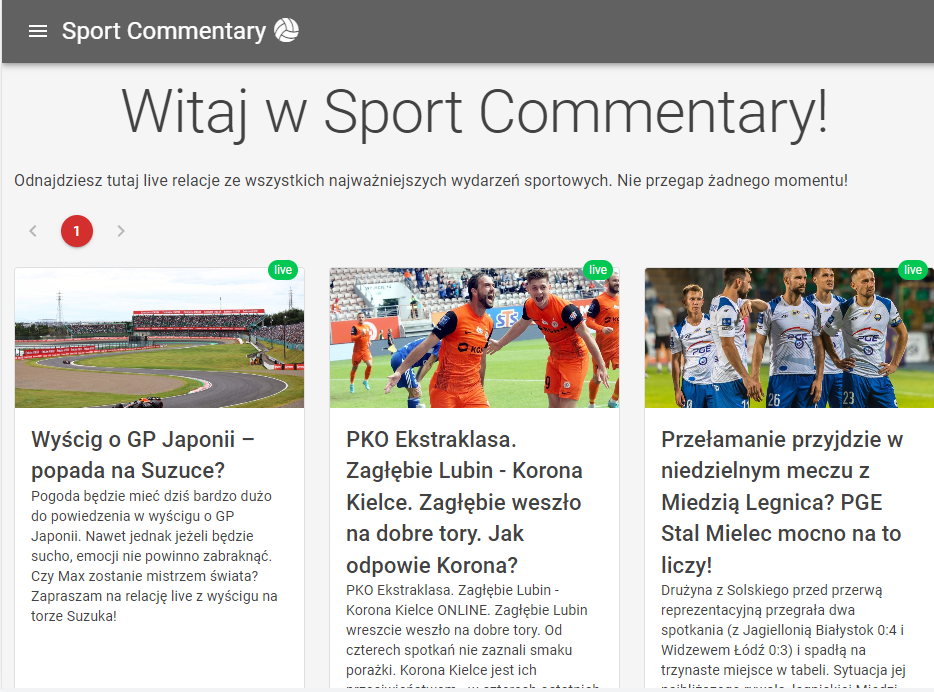 Sport Commentary
Witaj w Sport Commentary!
Odnajdziesz tutaj live relacje ze wszystkich najważniejszych wydarzeń sportowych. Nie przegap żadnego momentu!
1
live
Wyścig o GP Japonii –
popada na Suzuce?
Pogoda będzie mieć dziś bardzo dużo
do powiedzenia w wyścigu o GP
Japonii. Nawet jednak jeżeli będzie
sucho, emocji nie powinno zabraknąć.
Czy Max zostanie mistrzem świata?
Zapraszam na relację live z wyścigu na
torze Suzuka!
live
STS
9
PKO Ekstraklasa.
Zagłębie Lubin - Korona
Kielce. Zagłębie weszło
na dobre tory. Jak
odpowie Korona?
PKO Ekstraklasa. Zagłębie Lubin -
Korona Kielce ONLINE. Zagłębie Lubin
wreszcie weszło na dobre tory. Od
czterech spotkań nie zaznali smaku
porażki. Korona Kielce jest ich
live
PGE
PGE
26
23
Przełamanie przyjdzie w
niedzielnym meczu z
Miedzią Legnica? PGE
Stal Mielec mocno na to
liczy!
Drużyna z Solskiego przed przerwą
reprezentacyjną przegrała dwa
spotkania (z Jagiellonią Białystok 0:4 i
Widzewem Łódź 0:3) i spadłą na
trzynaste miejsce w tabeli. Sytuacja jej